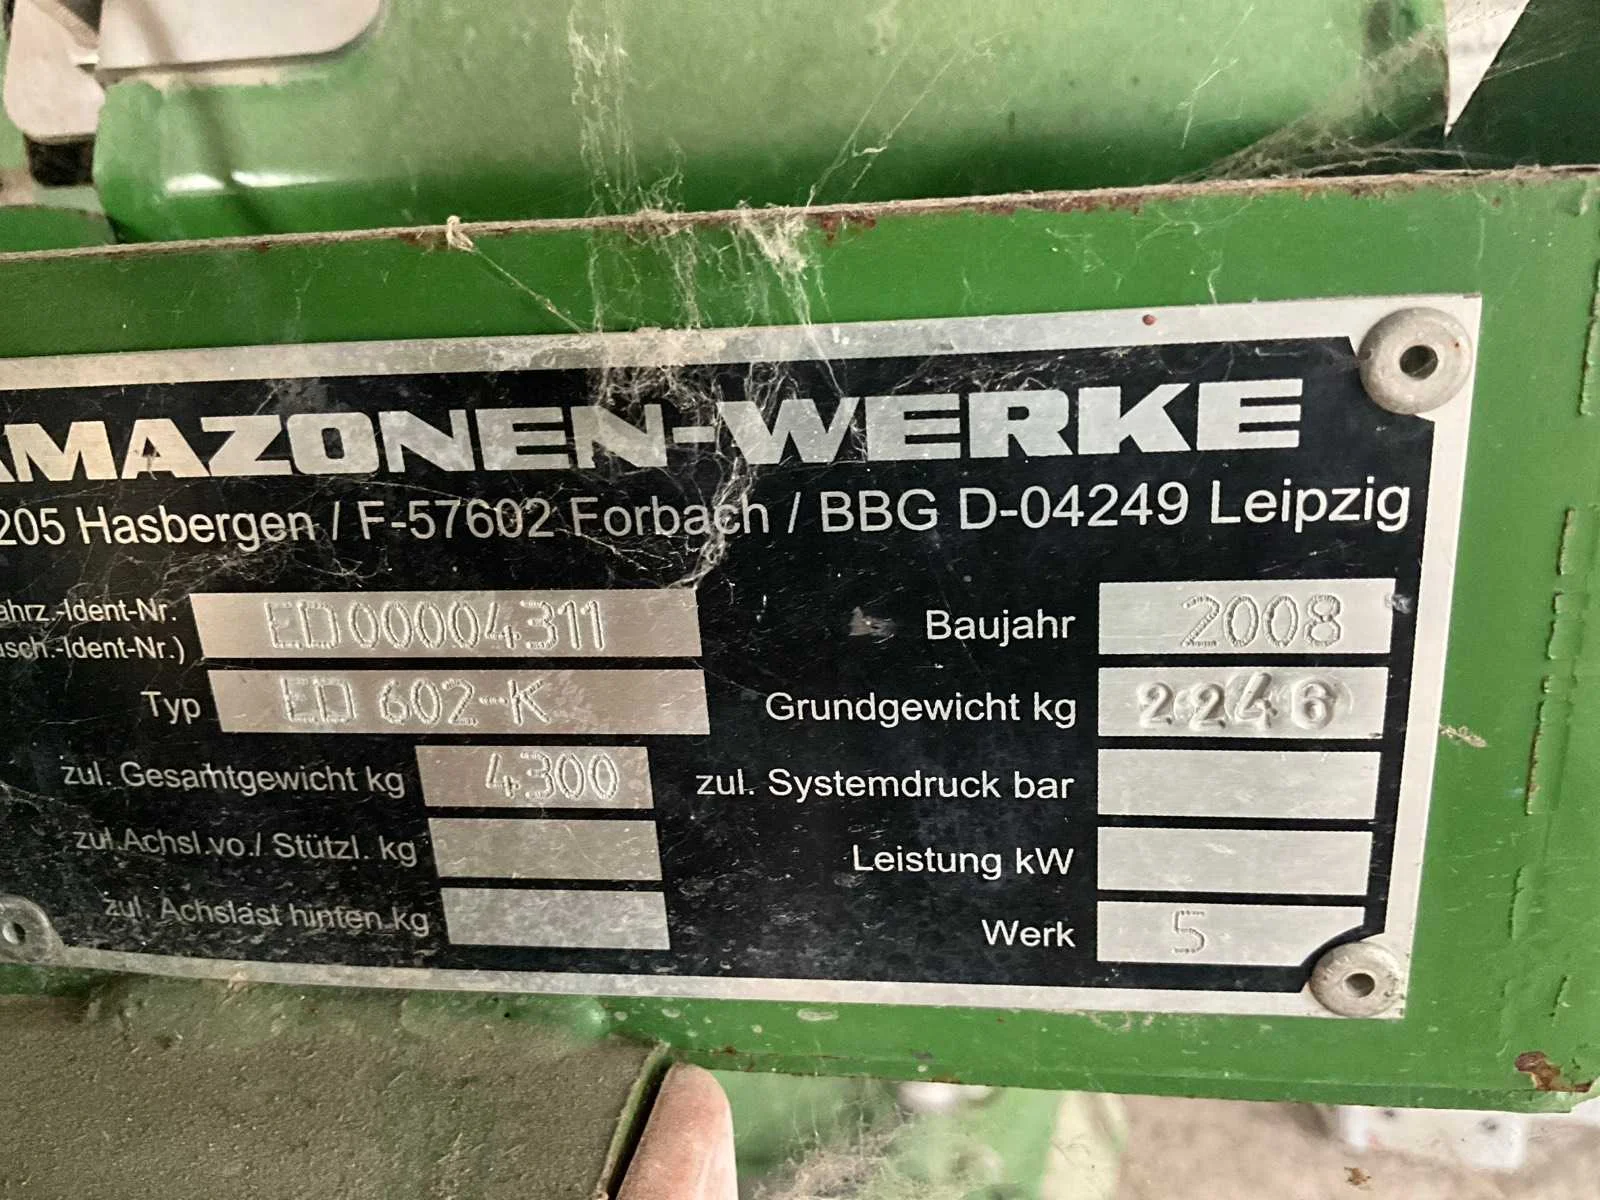 AMAZONEN-WERKE
205 Hasbergen / F-57602 Forbach / BBG D-04249 Leipzig
ahrz.-Ident-Nr.
sch.-Ident-Nr.) ED00004311
Baujahr 2008
Typ ED 602-K
Grundgewicht kg 2246
zul. Gesamtgewicht kg 4300
zul. Systemdruck bar
zul.Achsl.vo./ Stützl. kg
Leistung kW
zul. Achslast hinten kg
Werk 5